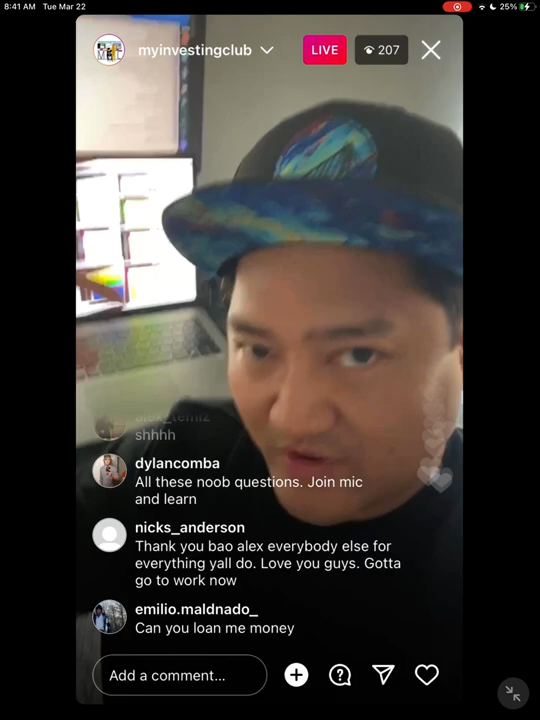 8:41 AM Tue Mar 22
25%
myinvestingclub
LIVE
207
alex_temiz
shhhh
dylancomba
All these noob questions. Join mic
and learn
nicks_anderson
Thank you bao alex everybody else for
everything yall do. Love you guys. Gotta
go to work now
emilio.maldnado_
Can you loan me money
Add a comment...